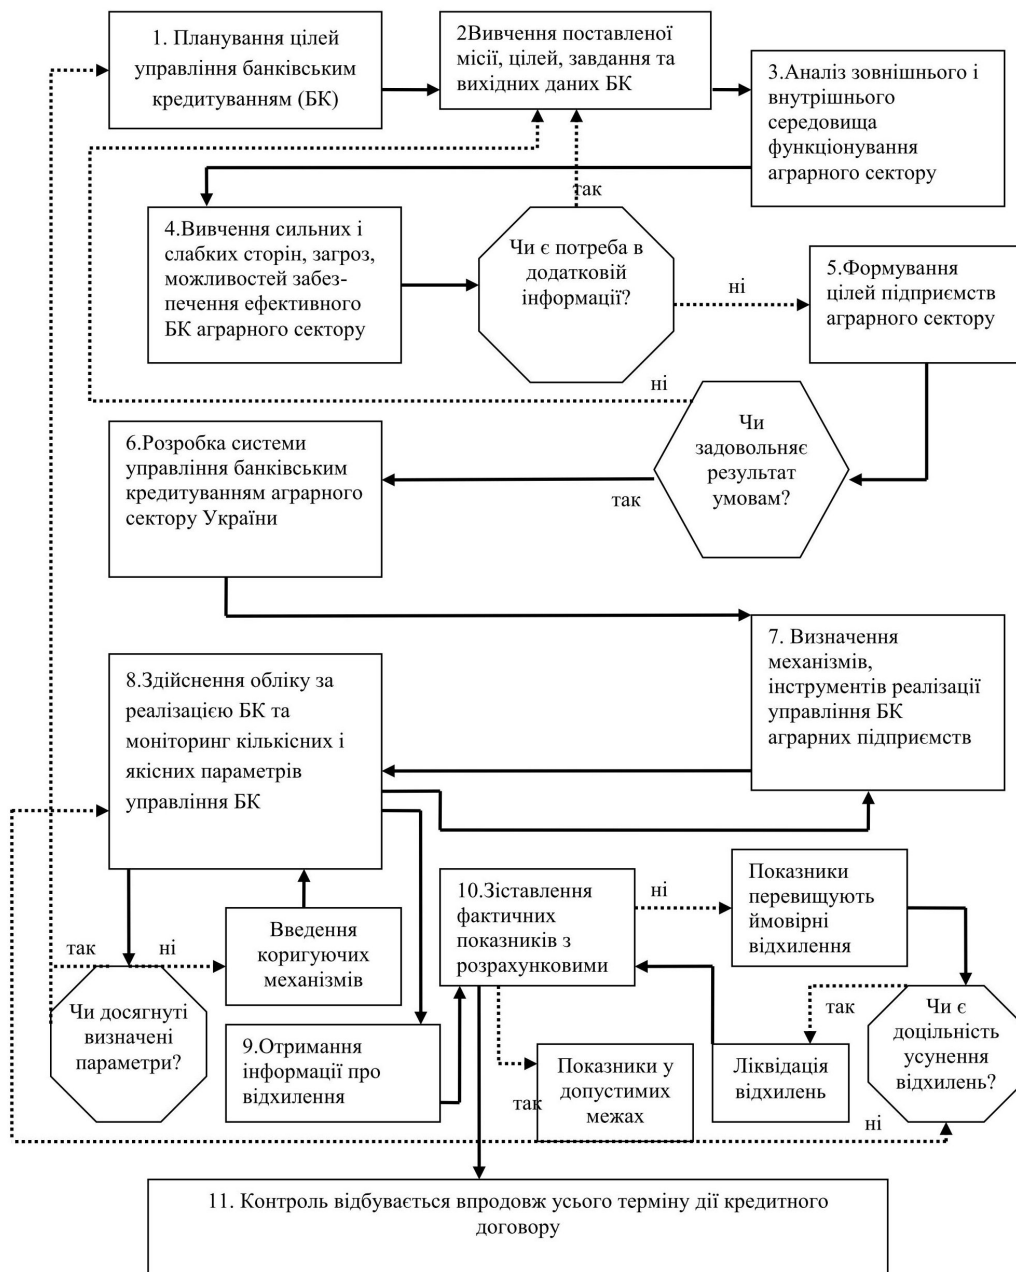 1. Планування цілей
управління банківським
кредитуванням (БК)
2Вивчення поставленої
місії, цілей, завдання та
вихідних даних БК
3.Аналіз зовнішнього і
внутрішнього
середовища
функціонування
аграрного сектору
так
4.Вивчення сильних і
слабких сторін, загроз,
можливостей забез-
печення ефективного
БК аграрного сектору
Чи є потреба в
додатковій
інформації?
ні
5.Формування
цілей підприємств
аграрного сектору
ні
Чи
задовольняє
результат
умовам?
так
6.Розробка системи
управління банківським
кредитуванням аграрного
сектору України
7. Визначення
механізмів,
інструментів реалізації
управління БК
аграрних підприємств
8.Здійснення обліку за
реалізацією БК та
моніторинг кількісних і
якісних параметрів
управління БК
так
ні
Введення
коригуючих
механізмів
10.Зіставлення
фактичних
показників з
розрахунковими
ні
Показники
перевищують
ймовірні
відхилення
Чи досягнуті
визначені
параметри?
9.Отримання
інформації про
відхилення
так
Показники у
допустимих
межах
так
Ліквідація
відхилень
Чи є
доцільність
усунення
відхилень?
ні
11. Контроль відбувається впродовж усього терміну дії кредитного
договору